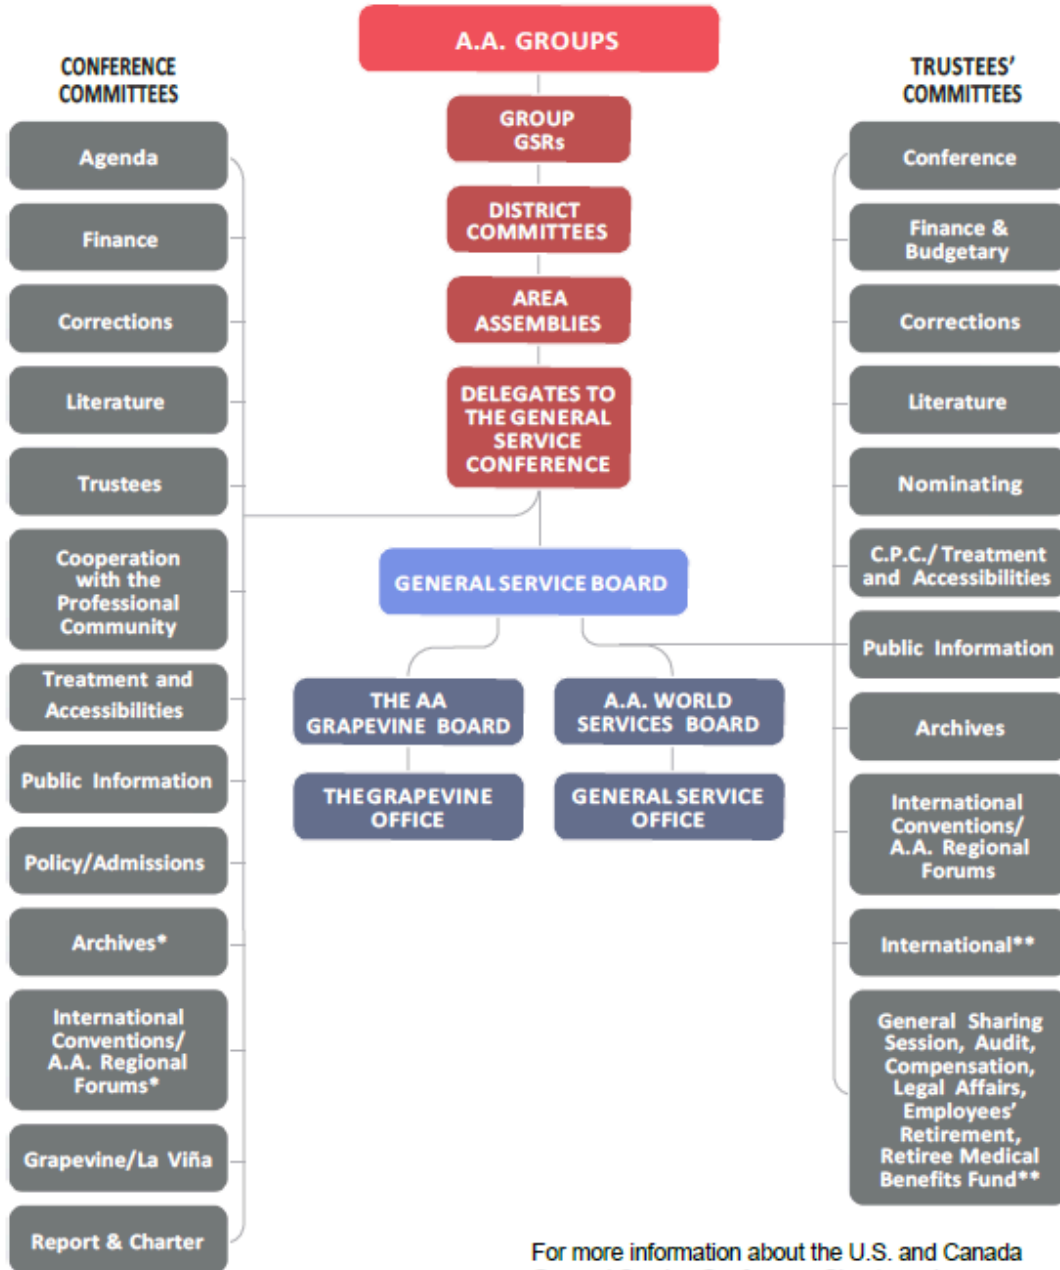 A.A. GROUPS
CONFERENCE
COMMITTEES
Agenda
Finance
Corrections
Literature
Trustees
Cooperation
with the
Professional
Community
Treatment and
Accessibilities
Public Information
Policy/Admissions
Archives*
International
Conventions/
A.A. Regional
Forums*
Grapevine/La Viña
Report & Charter
GROUP
GSRs
DISTRICT
COMMITTEES
AREA
ASSEMBLIES
DELEGATES TO
THE GENERAL
SERVICE
CONFERENCE
GENERAL SERVICE BOARD
THE AA
GRAPEVINE BOARD
A.A. WORLD
SERVICES BOARD
THEGRAPEVINE
OFFICE
GENERAL SERVICE
OFFICE
TRUSTEES'
COMMITTEES
Conference
Finance &
Budgetary
Corrections
Literature
Nominating
C.P.C./ Treatment
and Accessibilities
Public Information
Archives
International
Conventions/
A.A. Regional
Forums
International**
General Sharing
Session, Audit,
Compensation,
Legal Affairs,
Employees'
Retirement,
Retiree Medical
Benefits Fund**
For more information about the U.S. and Canada